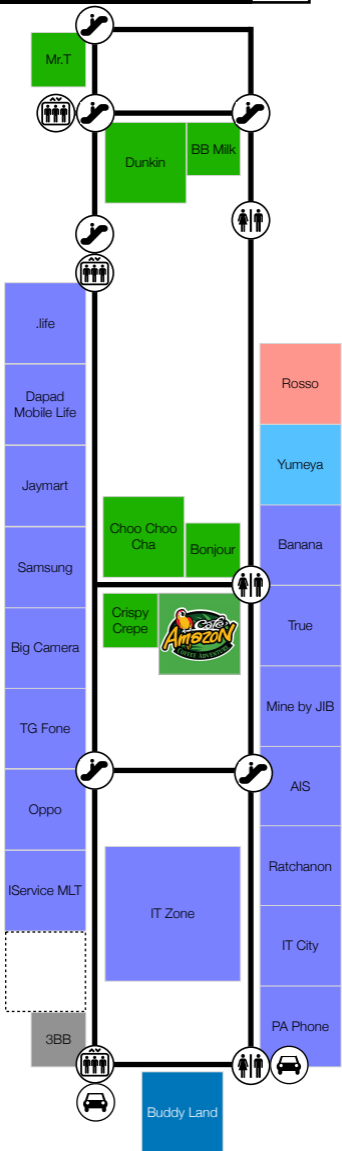 Mr.T
Dunkin
BB Milk
.life
Dapad
Mobile Life
Rosso
Jaymart
Yumeya
Choo Choo
Cha
Bonjour
Banana
Samsung
Crispy
Crepe
Café
Amazon
COFFEE ADVENTURE
True
Big Camera
Mine by JIB
TG Fone
AIS
Oppo
Ratchanon
IService MLT
IT Zone
IT City
3BB
PA Phone
Buddy Land